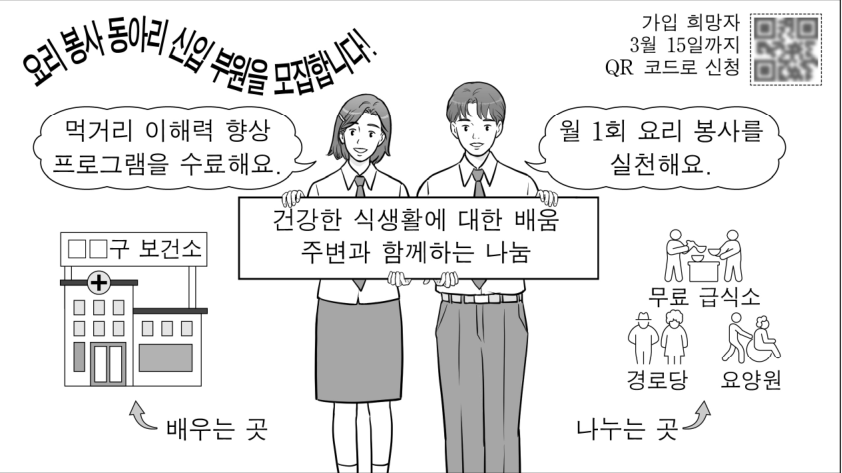 요리 봉사 동아리 신입 부원을 모집합니다!
가입 희망자
3월 15일까지
QR 코드로 신청
먹거리 이해력 향상
프로그램을 수료해요.
월 1회 요리 봉사를
실천해요.
건강한 식생활에 대한 배움
주변과 함께하는 나눔
□□구 보건소
무료 급식소
경로당
요양원
배우는 곳
나누는 곳